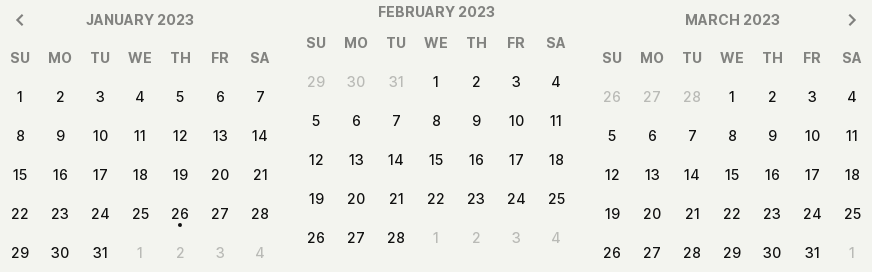 JANUARY 2023
SU MO TU WE TH FR SA
1 2 3 4 5 6 7
8 9 10 11 12 13 14
15 16 17 18 19 20 21
22 23 24 25 26 27 28
29 30 31 1 2 3 4
FEBRUARY 2023
SU MO TU WE TH FR SA
29 30 31 1 2 3 4
5 6 7 8 9 10 11
12 13 14 15 16 17 18
19 20 21 22 23 24 25
26 27 28 1 2 3 4
MARCH 2023
SU MO TU WE TH FR SA
26 27 28 1 2 3 4
5 6 7 8 9 10 11
12 13 14 15 16 17 18
19 20 21 22 23 24 25
26 27 28 29 30 31 1